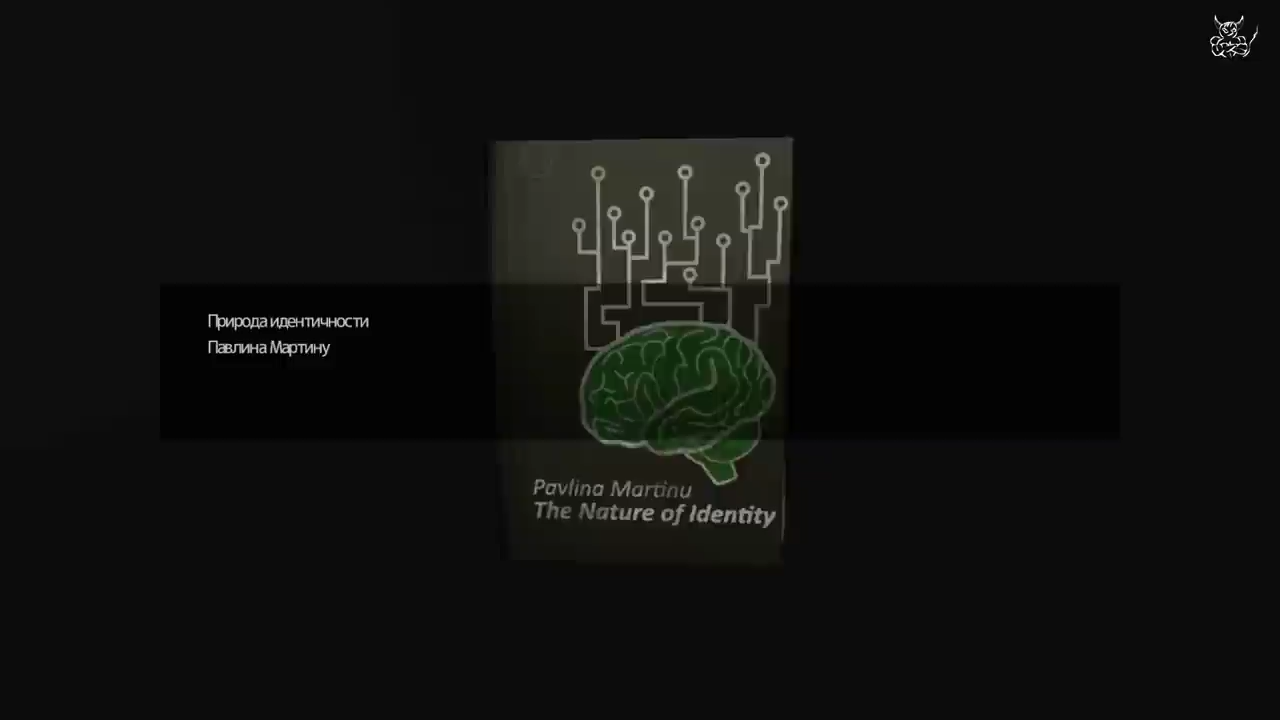 Природа идентичности
Павлина Мартину
Pavlina Martinu
The Nature of Identity